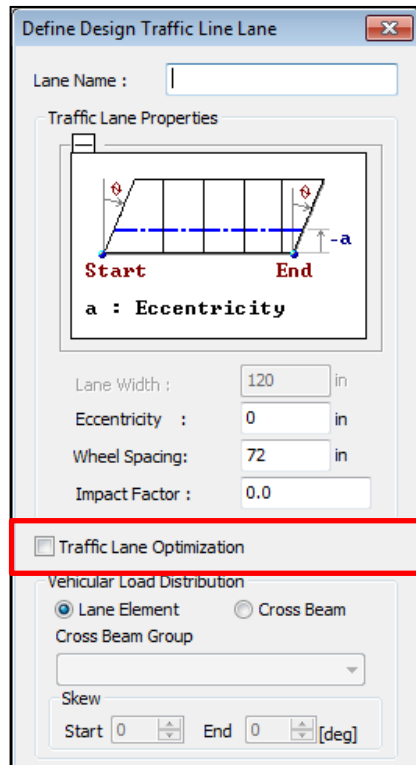 Define Design Traffic Line Lane
Lane Name :
Traffic Lane Properties
ϑ ϑ
-a
Start End
a : Eccentricity
Lane Width : 120 in
Eccentricity : 0 in
Wheel Spacing: 72 in
Impact Factor : 0.0
Traffic Lane Optimization
Vehicular Load Distribution
Lane Element Cross Beam
Cross Beam Group
Skew
Start 0 End 0 [deg]